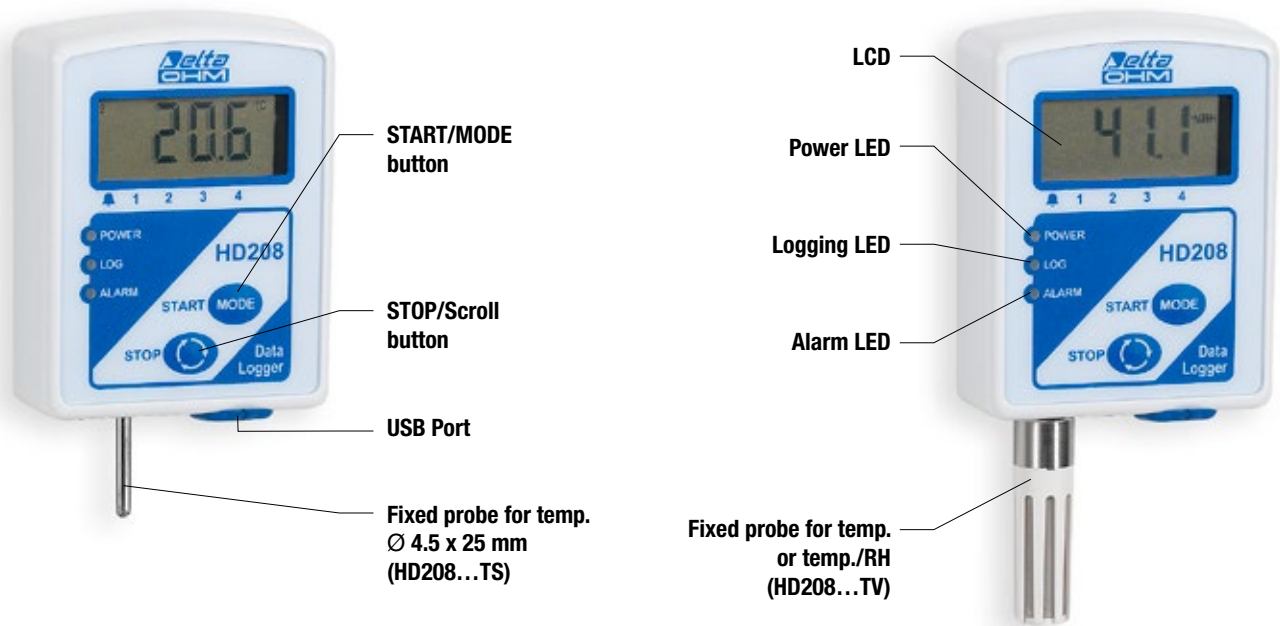 Delta
OHM
20.6 °C
2
1 2 3 4
POWER
LOG
ALARM
HD208
START MODE
STOP
Data
Logger
START/MODE
button
STOP/Scroll
button
USB Port
Fixed probe for temp.
Ø 4.5 x 25 mm
(HD208...TS)
Delta
OHM
41.1 %RH
1 2 3 4
POWER
LOG
ALARM
HD208
START MODE
STOP
Data
Logger
LCD
Power LED
Logging LED
Alarm LED
Fixed probe for temp.
or temp./RH
(HD208...TV)